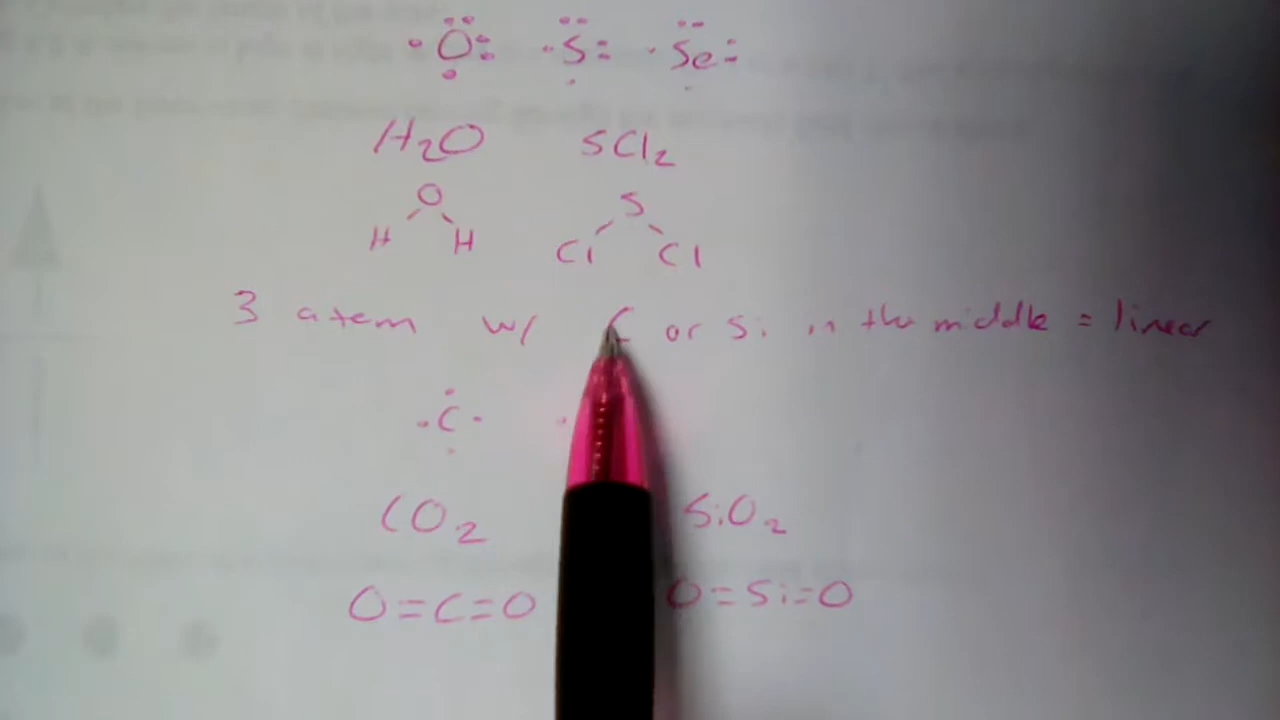 O S Se
H₂O SCl₂
O S
H H Cl Cl
3 atom w/ C or Si in the middle = linear
C
CO₂ SiO₂
O=C=O O=Si=O